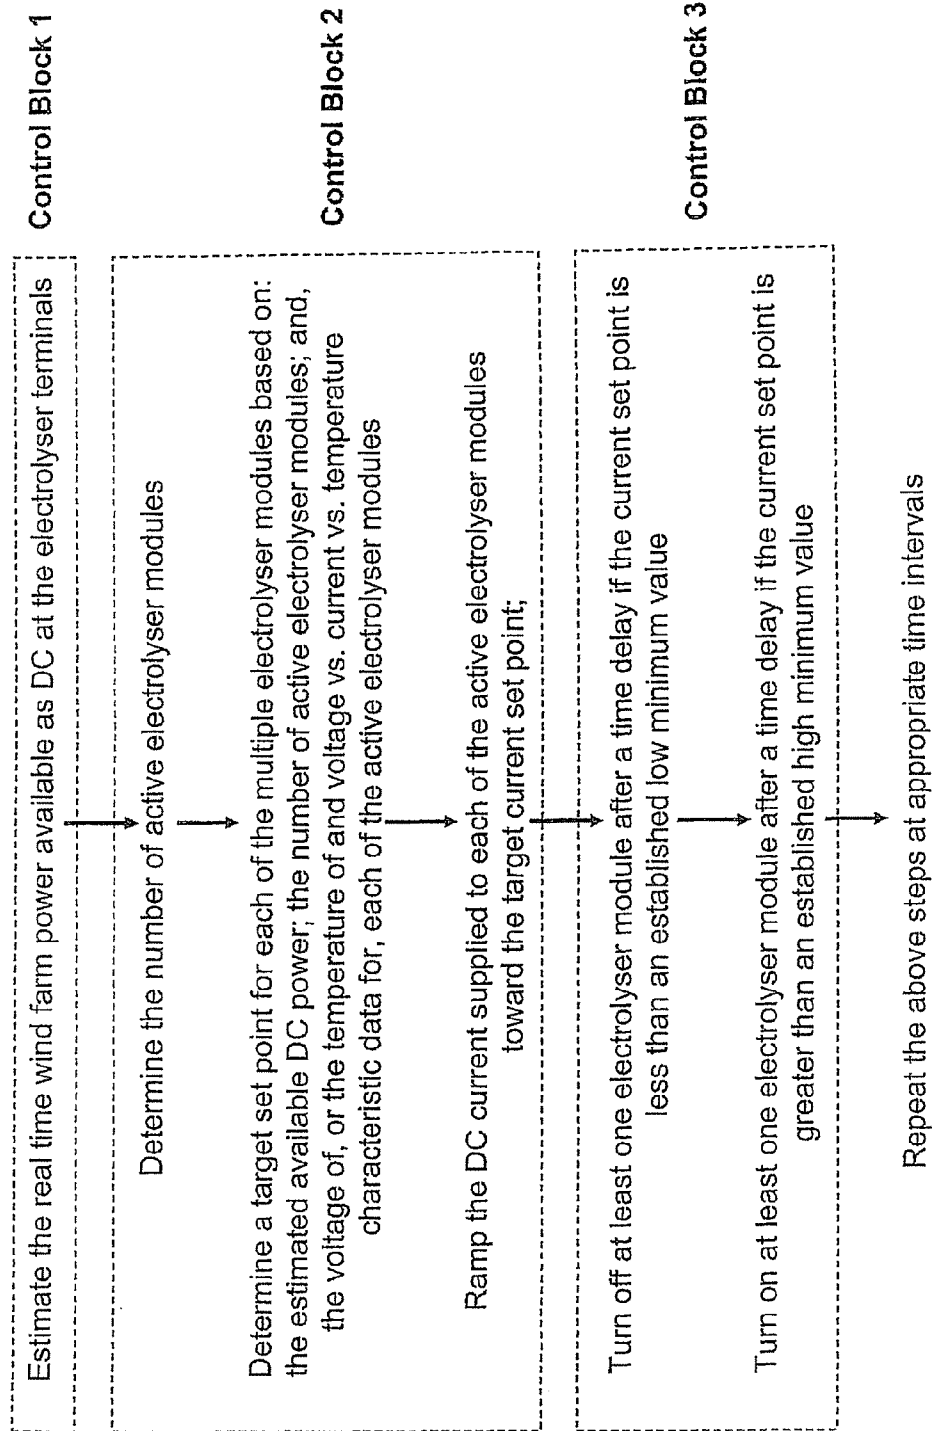 Estimate the real time wind farm power available as DC at the electrolyser terminals
Control Block 1
Determine the number of active electrolyser modules
Determine a target set point for each of the multiple electrolyser modules based on:
the estimated available DC power; the number of active electrolyser modules; and,
the voltage of, or the temperature of and voltage vs. current vs. temperature
characteristic data for, each of the active electrolyser modules
Ramp the DC current supplied to each of the active electrolyser modules
toward the target current set point;
Control Block 2
Turn off at least one electrolyser module after a time delay if the current set point is
less than an established low minimum value
Turn on at least one electrolyser module after a time delay if the current set point is
greater than an established high minimum value
Control Block 3
Repeat the above steps at appropriate time intervals